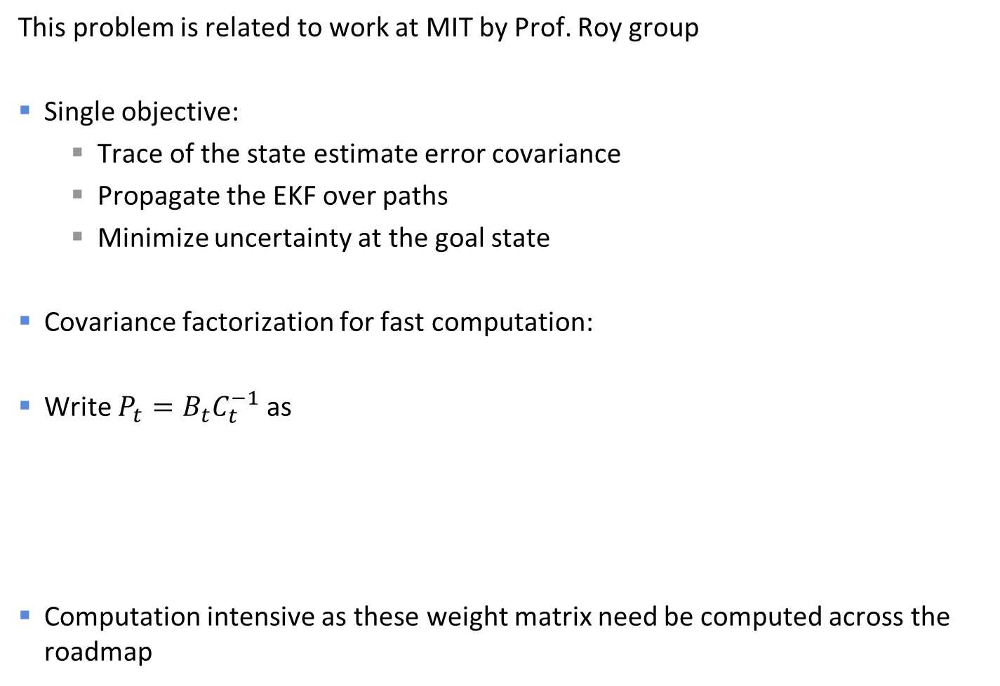 This problem is related to work at MIT by Prof. Roy group
Single objective:
Trace of the state estimate error covariance
Propagate the EKF over paths
Minimize uncertainty at the goal state
Covariance factorization for fast computation:
Write $P_t = B_t C_t^{-1}$ as
Computation intensive as these weight matrix need be computed across the
roadmap